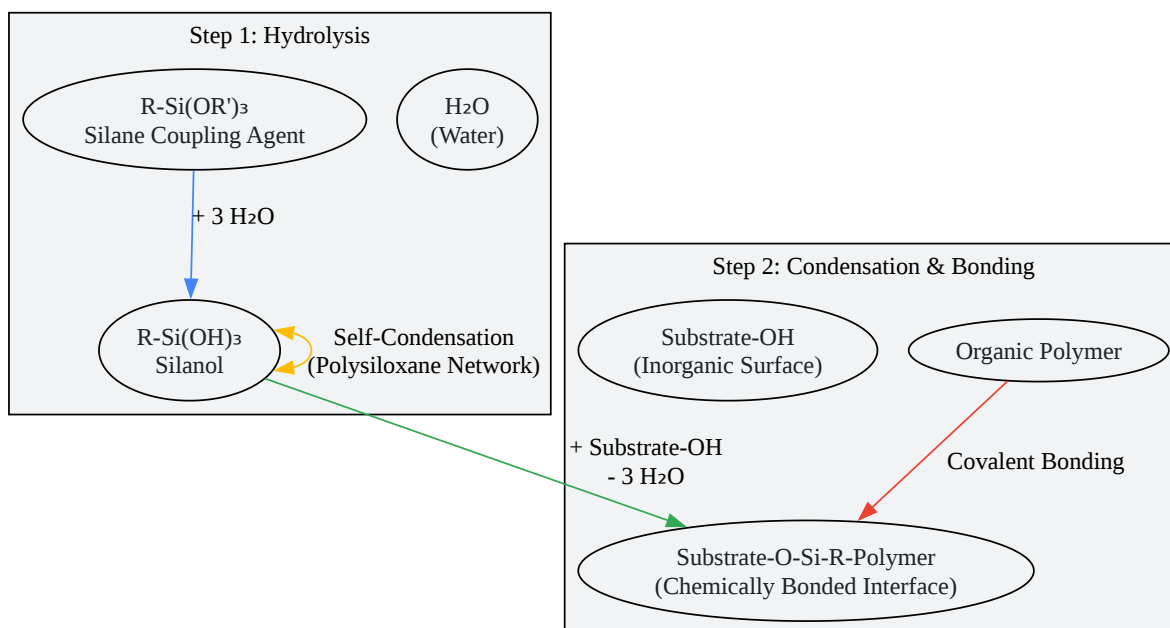 Step 1: Hydrolysis
R-Si(OR')₃
Silane Coupling Agent
H₂O
(Water)
+ 3 H₂O
R-Si(OH)₃
Silanol
Self-Condensation
(Polysiloxane Network)
Step 2: Condensation & Bonding
Substrate-OH
(Inorganic Surface)
Organic Polymer
+ Substrate-OH
- 3 H₂O
Covalent Bonding
Substrate-O-Si-R-Polymer
(Chemically Bonded Interface)